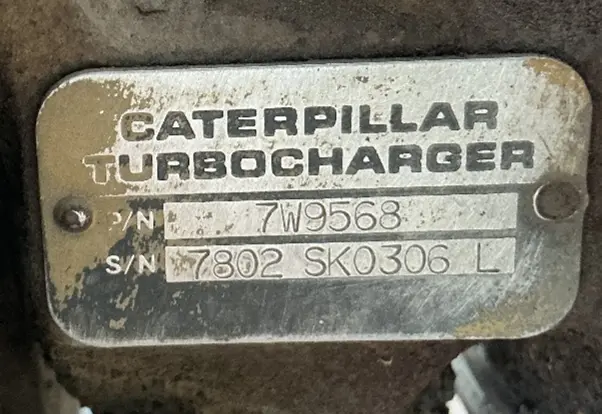 CATERPILLAR
TURBOCHARGER
P/N 7W9568
S/N 7802 SK0306 L